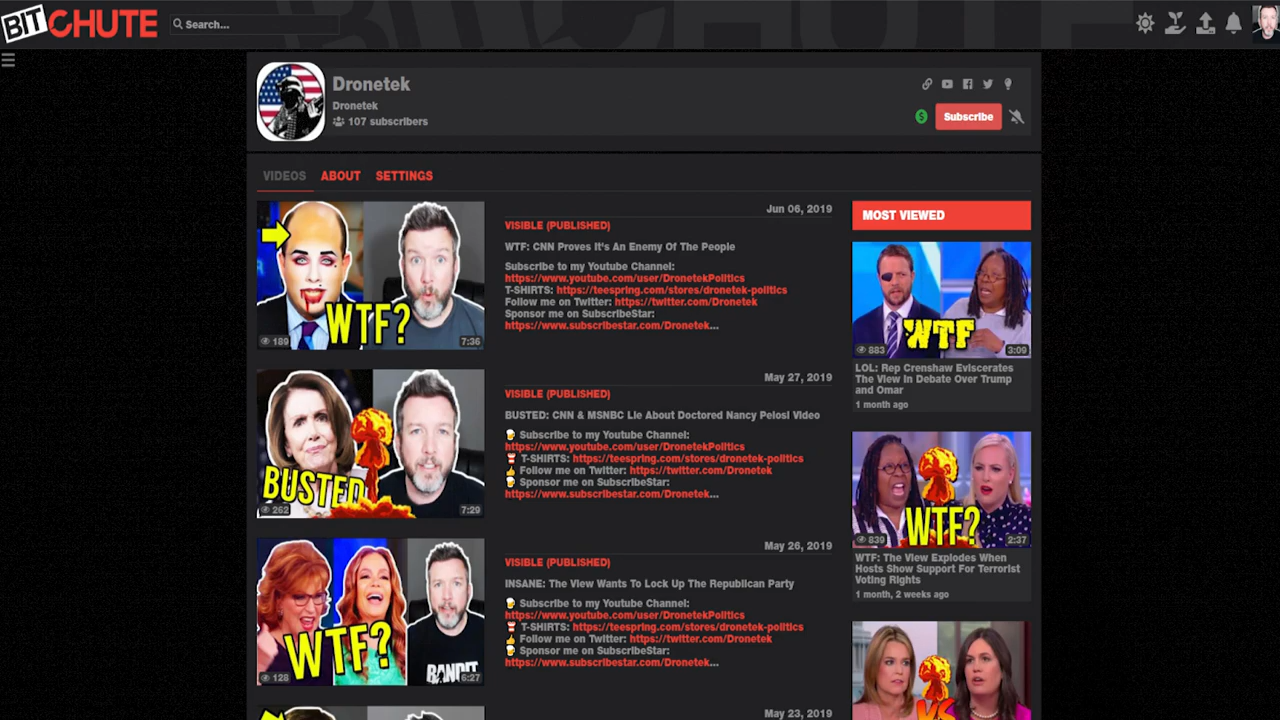 BITCHUTE
Search...
Dronetek
Dronetek
107 subscribers
Subscribe
VIDEOS
ABOUT
SETTINGS
WTF?
189
7:36
Jun 06, 2019
VISIBLE (PUBLISHED)
WTF: CNN Proves It's An Enemy Of The People
Subscribe to my Youtube Channel:
https://www.youtube.com/user/DronetekPolitics
T-SHIRTS: https://teespring.com/stores/dronetek-politics
Follow me on Twitter: https://twitter.com/Dronetek
Sponsor me on SubscribeStar:
https://www.subscribestar.com/Dronetek...
BUSTED
262
7:29
May 27, 2019
VISIBLE (PUBLISHED)
BUSTED: CNN & MSNBC Lie About Doctored Nancy Pelosi Video
🍺 Subscribe to my Youtube Channel:
https://www.youtube.com/user/DronetekPolitics
T-SHIRTS: https://teespring.com/stores/dronetek-politics
👍 Follow me on Twitter: https://twitter.com/Dronetek
🍺 Sponsor me on SubscribeStar:
https://www.subscribestar.com/Dronetek...
WTF?
BANDIT
128
6:27
May 26, 2019
VISIBLE (PUBLISHED)
INSANE: The View Wants To Lock Up The Republican Party
🍺 Subscribe to my Youtube Channel:
https://www.youtube.com/user/DronetekPolitics
T-SHIRTS: https://teespring.com/stores/dronetek-politics
👍 Follow me on Twitter: https://twitter.com/Dronetek
🍺 Sponsor me on SubscribeStar:
https://www.subscribestar.com/Dronetek...
May 23, 2019
MOST VIEWED
WTF
883
3:09
LOL: Rep Crenshaw Eviscerates
The View In Debate Over Trump
and Omar
1 month ago
WTF?
839
2:37
WTF: The View Explodes When
Hosts Show Support For Terrorist
Voting Rights
1 month, 2 weeks ago
VS